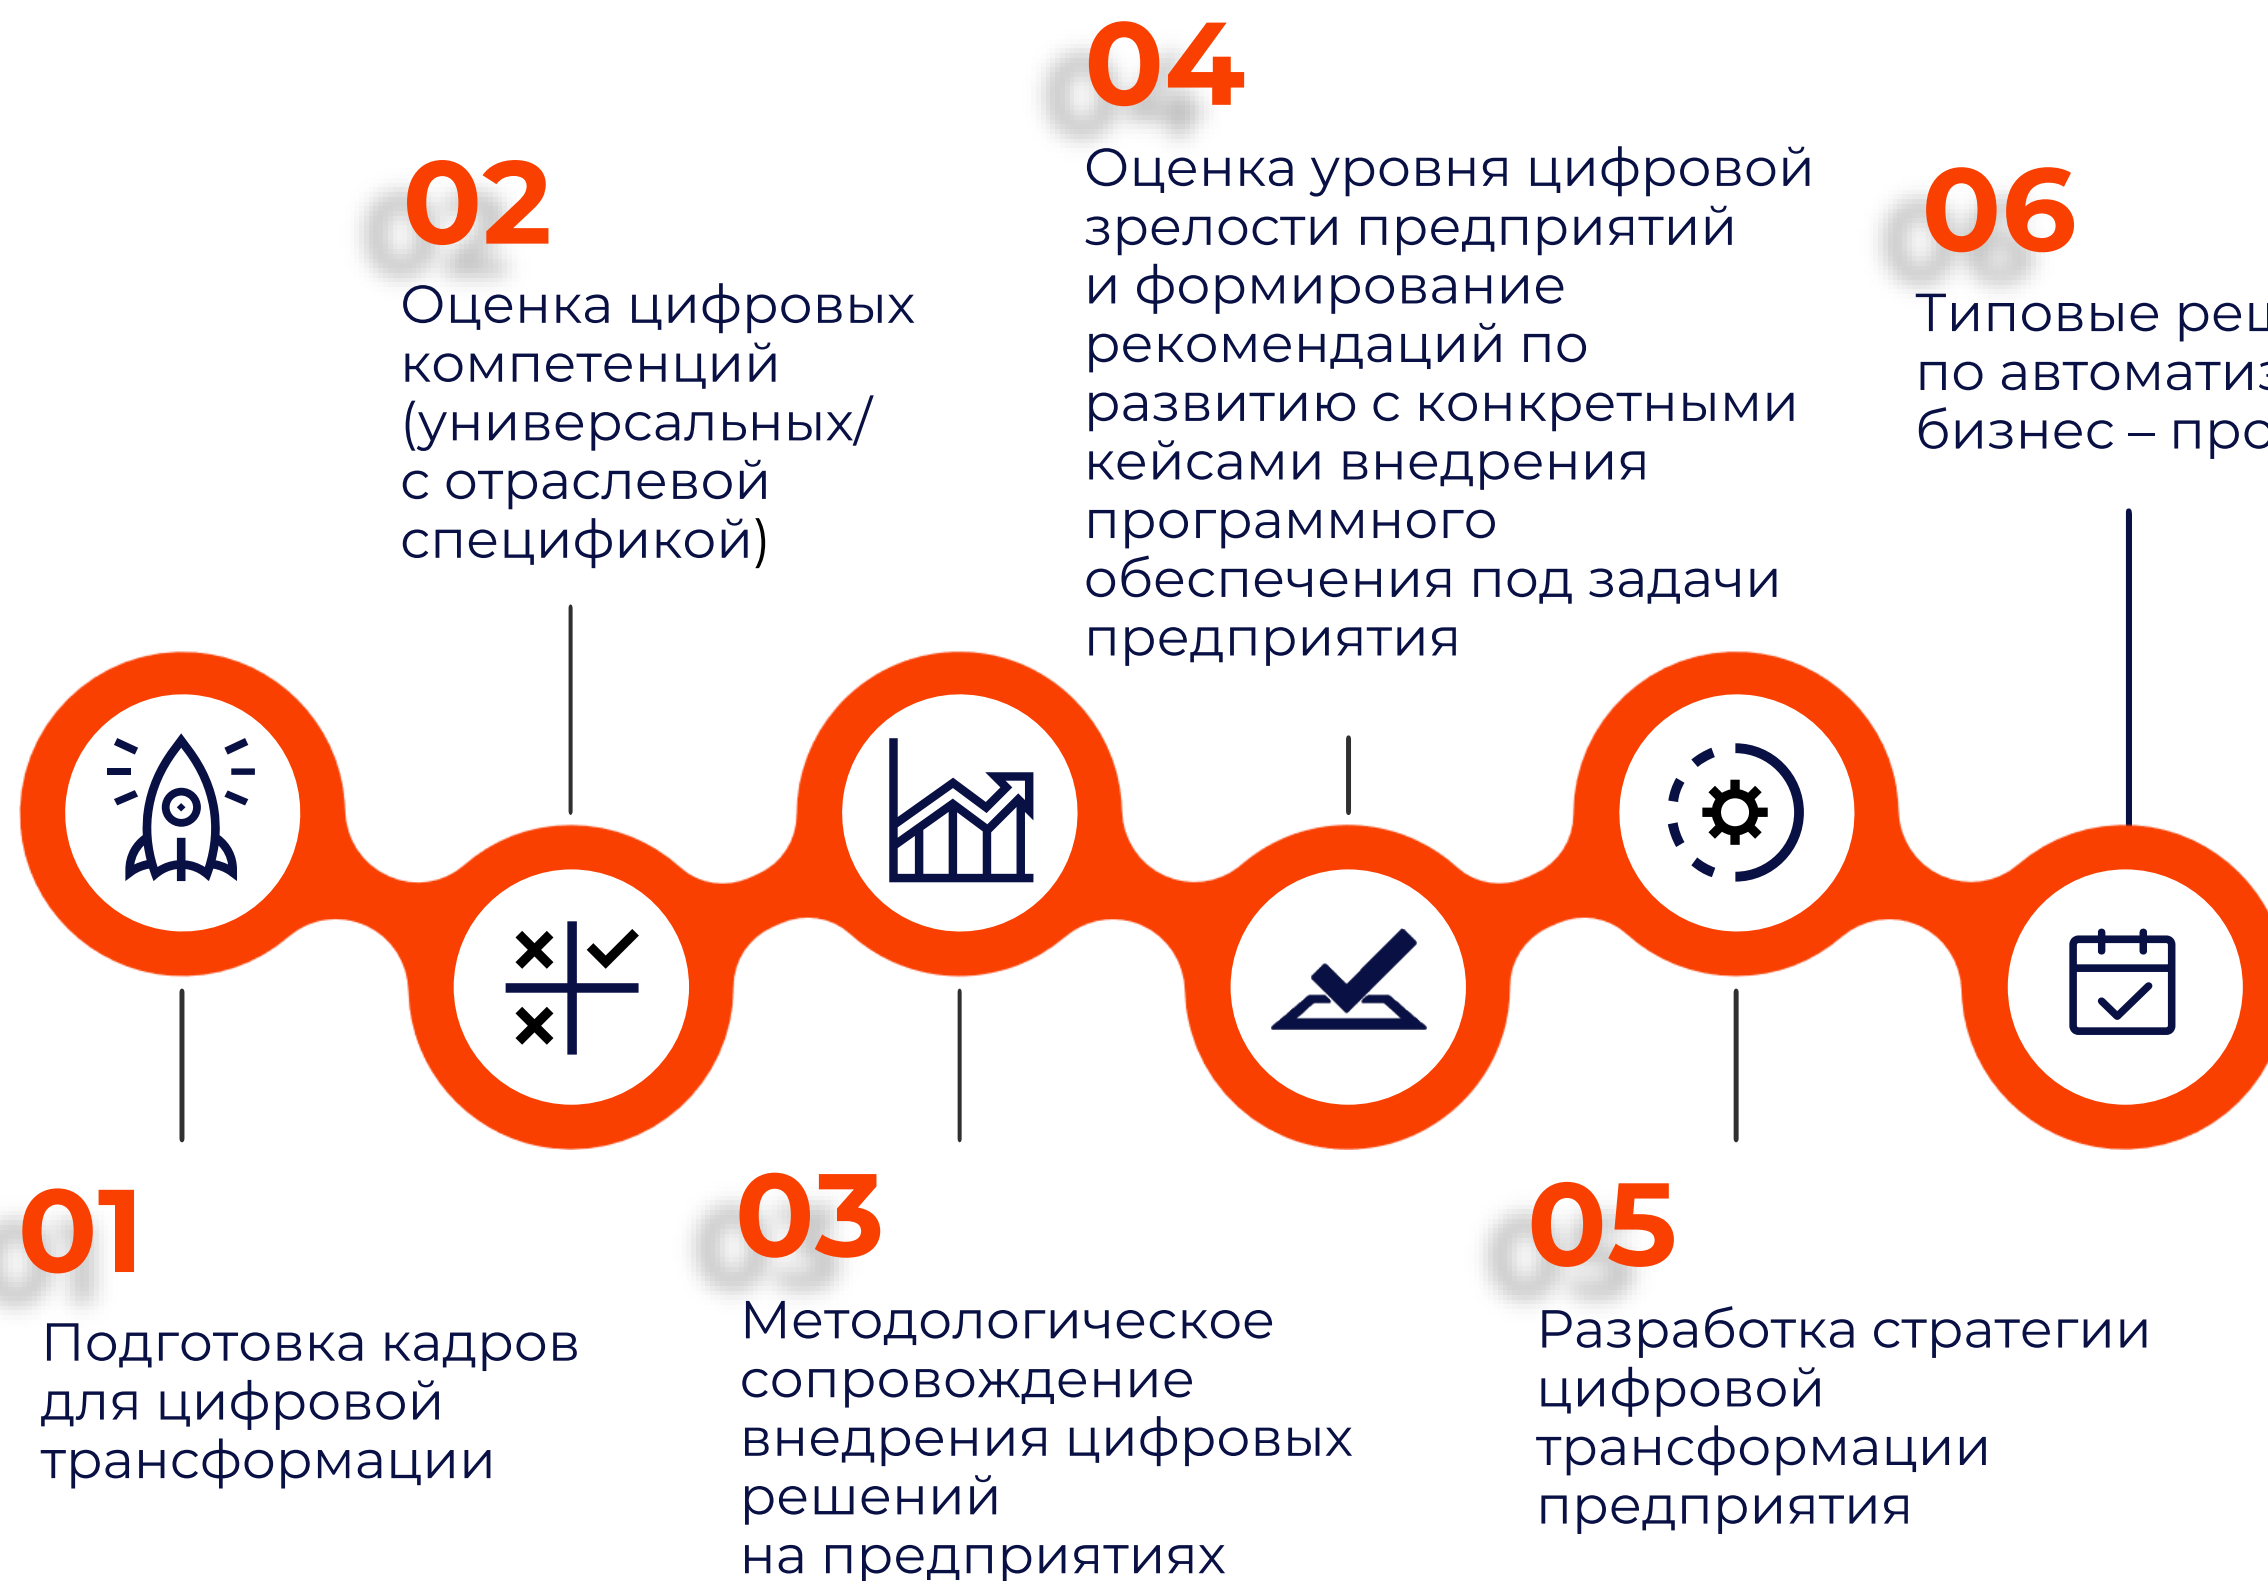 01
Подготовка кадров
для цифровой
трансформации
02
Оценка цифровых
компетенций
(универсальных/
с отраслевой
спецификой)
03
Методологическое
сопровождение
внедрения цифровых
решений
на предприятиях
04
Оценка уровня цифровой
зрелости предприятий
и формирование
рекомендаций по
развитию с конкретными
кейсами внедрения
программного
обеспечения под задачи
предприятия
05
Разработка стратегии
цифровой
трансформации
предприятия
06
Типовые
по
бизнес –